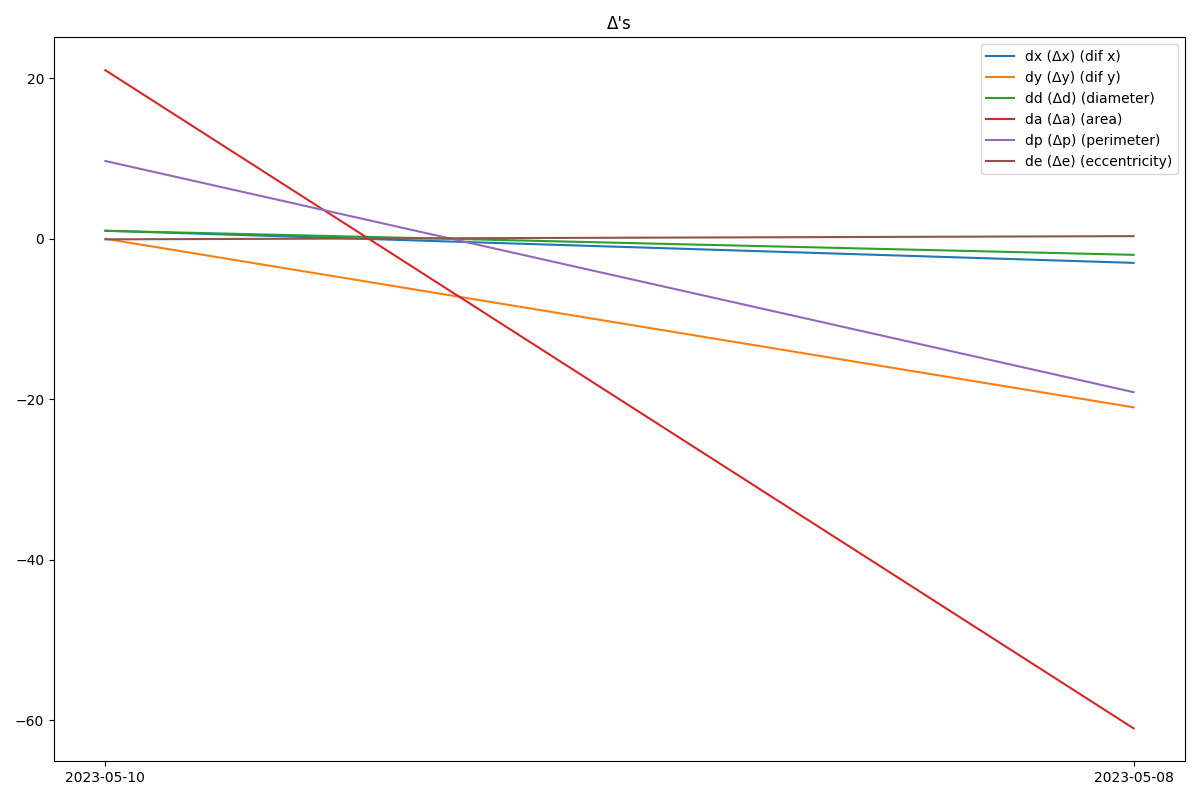 Δ's
dx (Δx) (dif x)
dy (Δy) (dif y)
dd (Δd) (diameter)
da (Δa) (area)
dp (Δp) (perimeter)
de (Δe) (eccentricity)
20
0
−20
−40
−60
2023-05-10
2023-05-08